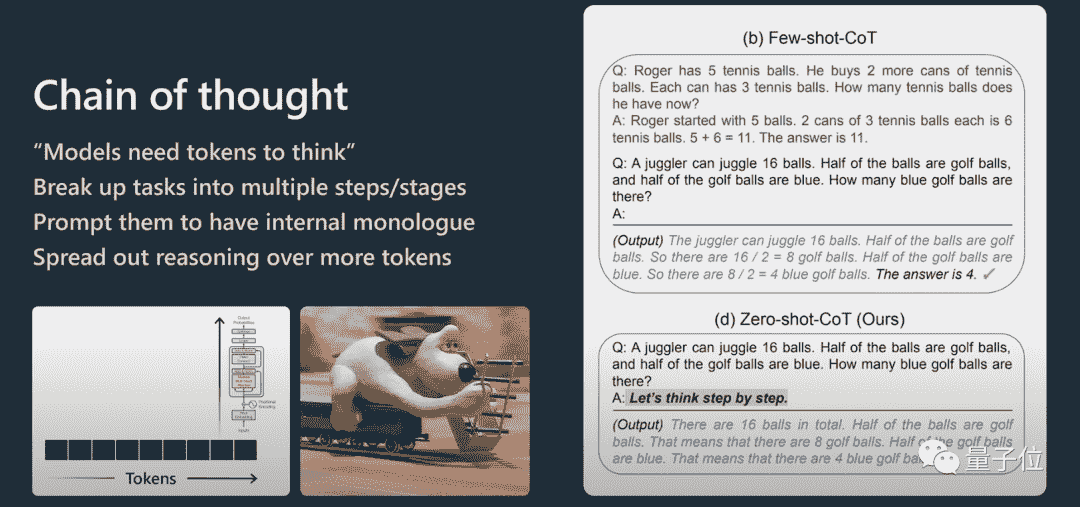 Chain of thought
“Models need tokens to think”
Break up tasks into multiple steps/stages
Prompt them to have internal monologue
Spread out reasoning over more tokens
Tokens
(b) Few-shot-CoT
Q: Roger has 5 tennis balls. He buys 2 more cans of tennis
balls. Each can has 3 tennis balls. How many tennis balls does
he have now?
A: Roger started with 5 balls. 2 cans of 3 tennis balls each is 6
tennis balls. 5 + 6 = 11. The answer is 11.
Q: A juggler can juggle 16 balls. Half of the balls are golf balls,
and half of the golf balls are blue. How many blue golf balls are
there?
A:
(Output) The juggler can juggle 16 balls. Half of the balls are golf
balls. So there are 16 / 2 = 8 golf balls. Half of the golf balls are
blue. So there are 8 / 2 = 4 blue golf balls. The answer is 4. ✓
(d) Zero-shot-CoT (Ours)
Q: A juggler can juggle 16 balls. Half of the balls are golf balls,
and half of the golf balls are blue. How many blue golf balls are
there?
A: Let’s think step by step.
(Output) There are 16 balls in total. Half of the balls are golf
balls. That means that there are 8 golf balls. Half of the golf balls
are blue. That means that there are 4 blue golf
量子位